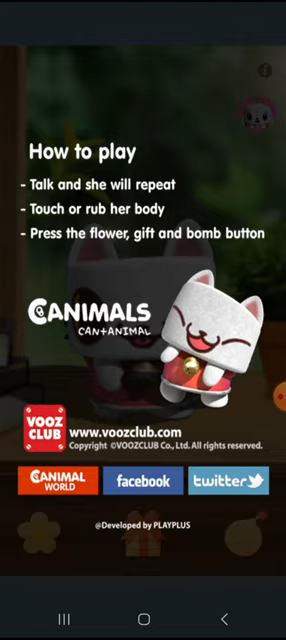 How to play
- Talk and she will repeat
- Touch or rub her body
- Press the flower, gift and bomb button
CANIMALS
CAN+ANIMAL
VOOZ
CLUB
www.voozclub.com
Copyright ©VOOZCLUB Co., Ltd. All rights reserved.
CANIMAL
WORLD
facebook
twitter
@Developed by PLAYPLUS